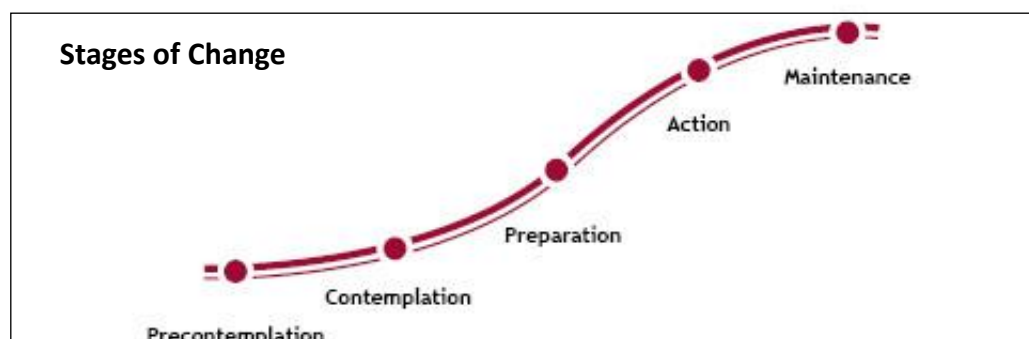 Stages of Change
Maintenance
Action
Preparation
Contemplation
Precontemplation